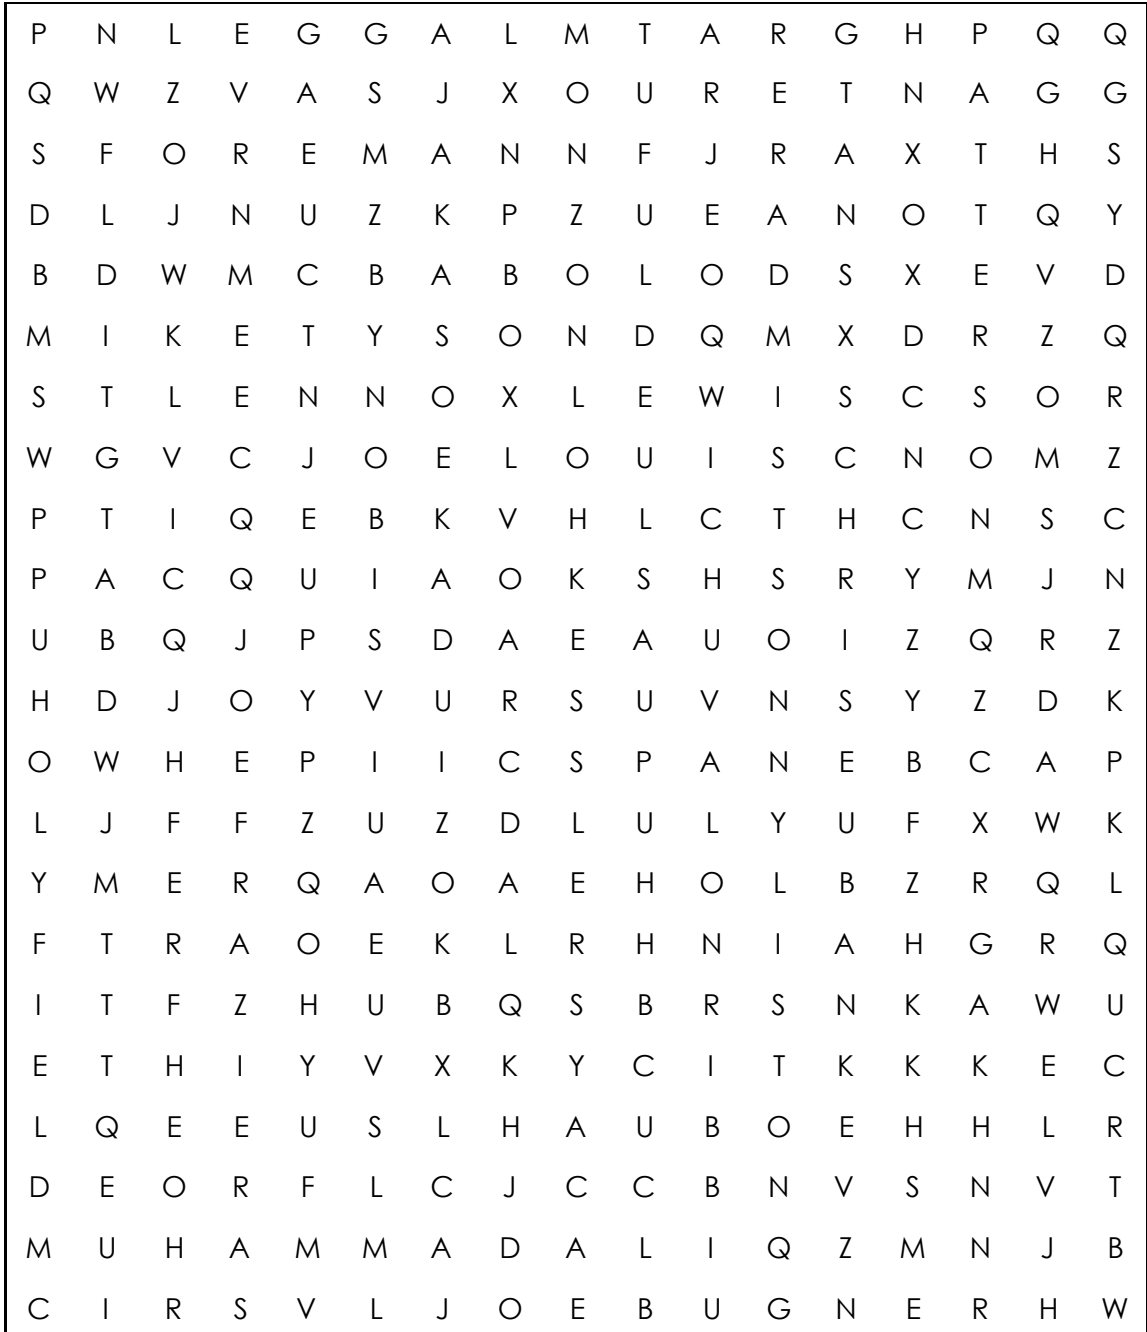 P N L E G G A L M T A R G H P Q Q
Q W Z V A S J X O U R E T N A G G
S F O R E M A N N F J R A X T H S
D L J N U Z K P Z U E A N O T Q Y
B D W M C B A B O L O D S X E V D
M I K E T Y S O N D Q M X D R Z Q
S T L E N N O X L E W I S C S O R
W G V C J O E L O U I S C N O M Z
P T I Q E B K V H L C T H C N S C
P A C Q U I A O K S H S R Y M J N
U B Q J P S D A E A U O I Z Q R Z
H D J O Y V U R S U V N S Y Z D K
O W H E P I I C S P A N E B C A P
L J F F Z U Z D L U L Y U F X W K
Y M E R Q A O A E H O L B Z R Q L
F T R A O E K L R H N I A H G R Q
I T F Z H U B Q S B R S N K A W U
E T H I Y V X K Y C I T K K K E C
L Q E E U S L H A U B O E H H L R
D E O R F L C J C C B N V S N V T
M U H A M M A D A L I Q Z M N J B
C I R S V L J O E B U G N E R H W